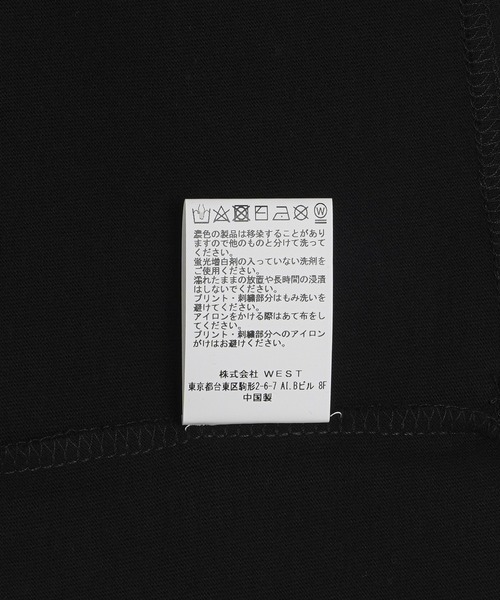 W
濃色の製品は移染することがあり
ますので他のものと分けて洗って
ください。
蛍光増白剤の入っていない洗剤を
ご使用ください。
濡れたままの放置や長時間の浸漬
はしないでください。
プリント・刺繍部分はもみ洗いを
避けてください。
アイロンをかける際はあて布をし
てください。
プリント・刺繍部分へのアイロン
がけはお避けください。
株式会社 WEST
東京都台東区駒形2-6-7 AI.Bビル 8F
中国製